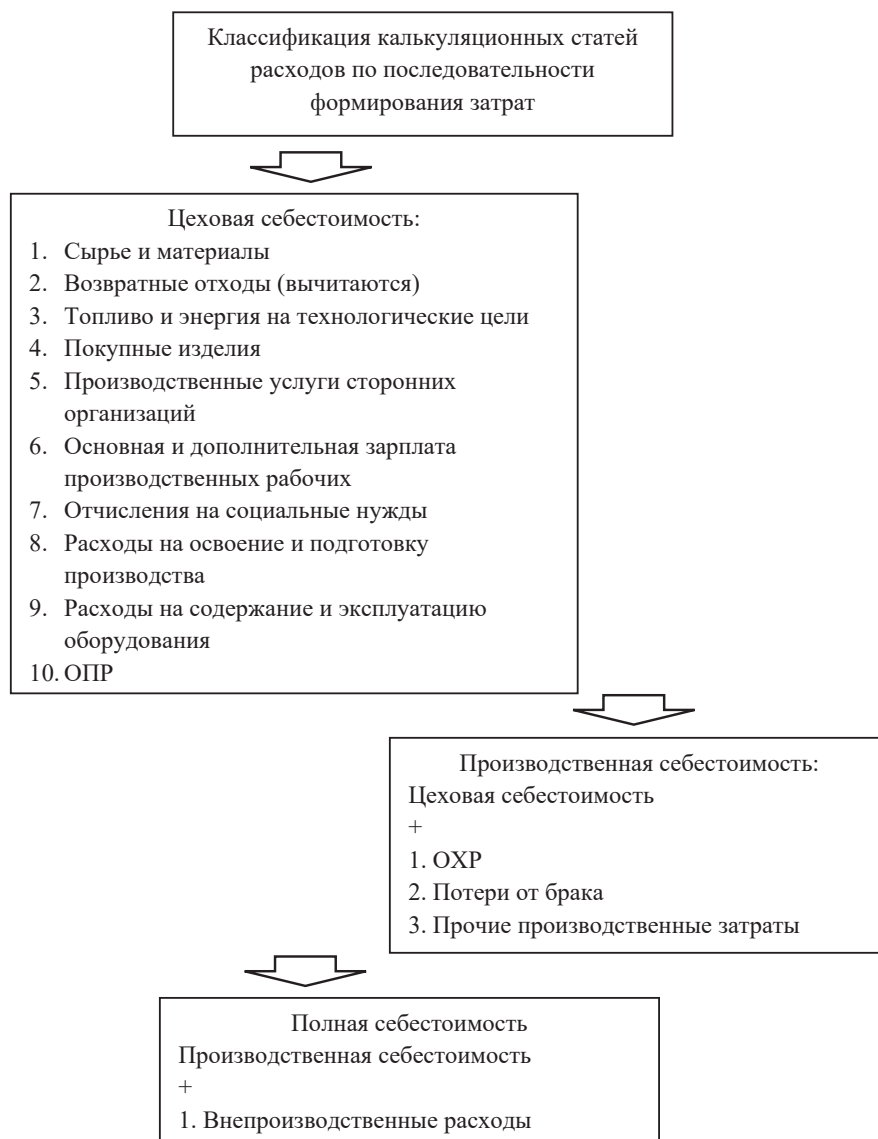 Классификация калькуляционных статей
расходов по последовательности
формирования затрат
Цеховая себестоимость:
1. Сырье и материалы
2. Возвратные отходы (вычитаются)
3. Топливо и энергия на технологические цели
4. Покупные изделия
5. Производственные услуги сторонних
организаций
6. Основная и дополнительная зарплата
производственных рабочих
7. Отчисления на социальные нужды
8. Расходы на освоение и подготовку
производства
9. Расходы на содержание и эксплуатацию
оборудования
10. ОПР
Производственная себестоимость:
Цеховая себестоимость
+
1. ОХР
2. Потери от брака
3. Прочие производственные затраты
Полная себестоимость
Производственная себестоимость
+
1. Внепроизводственные расходы